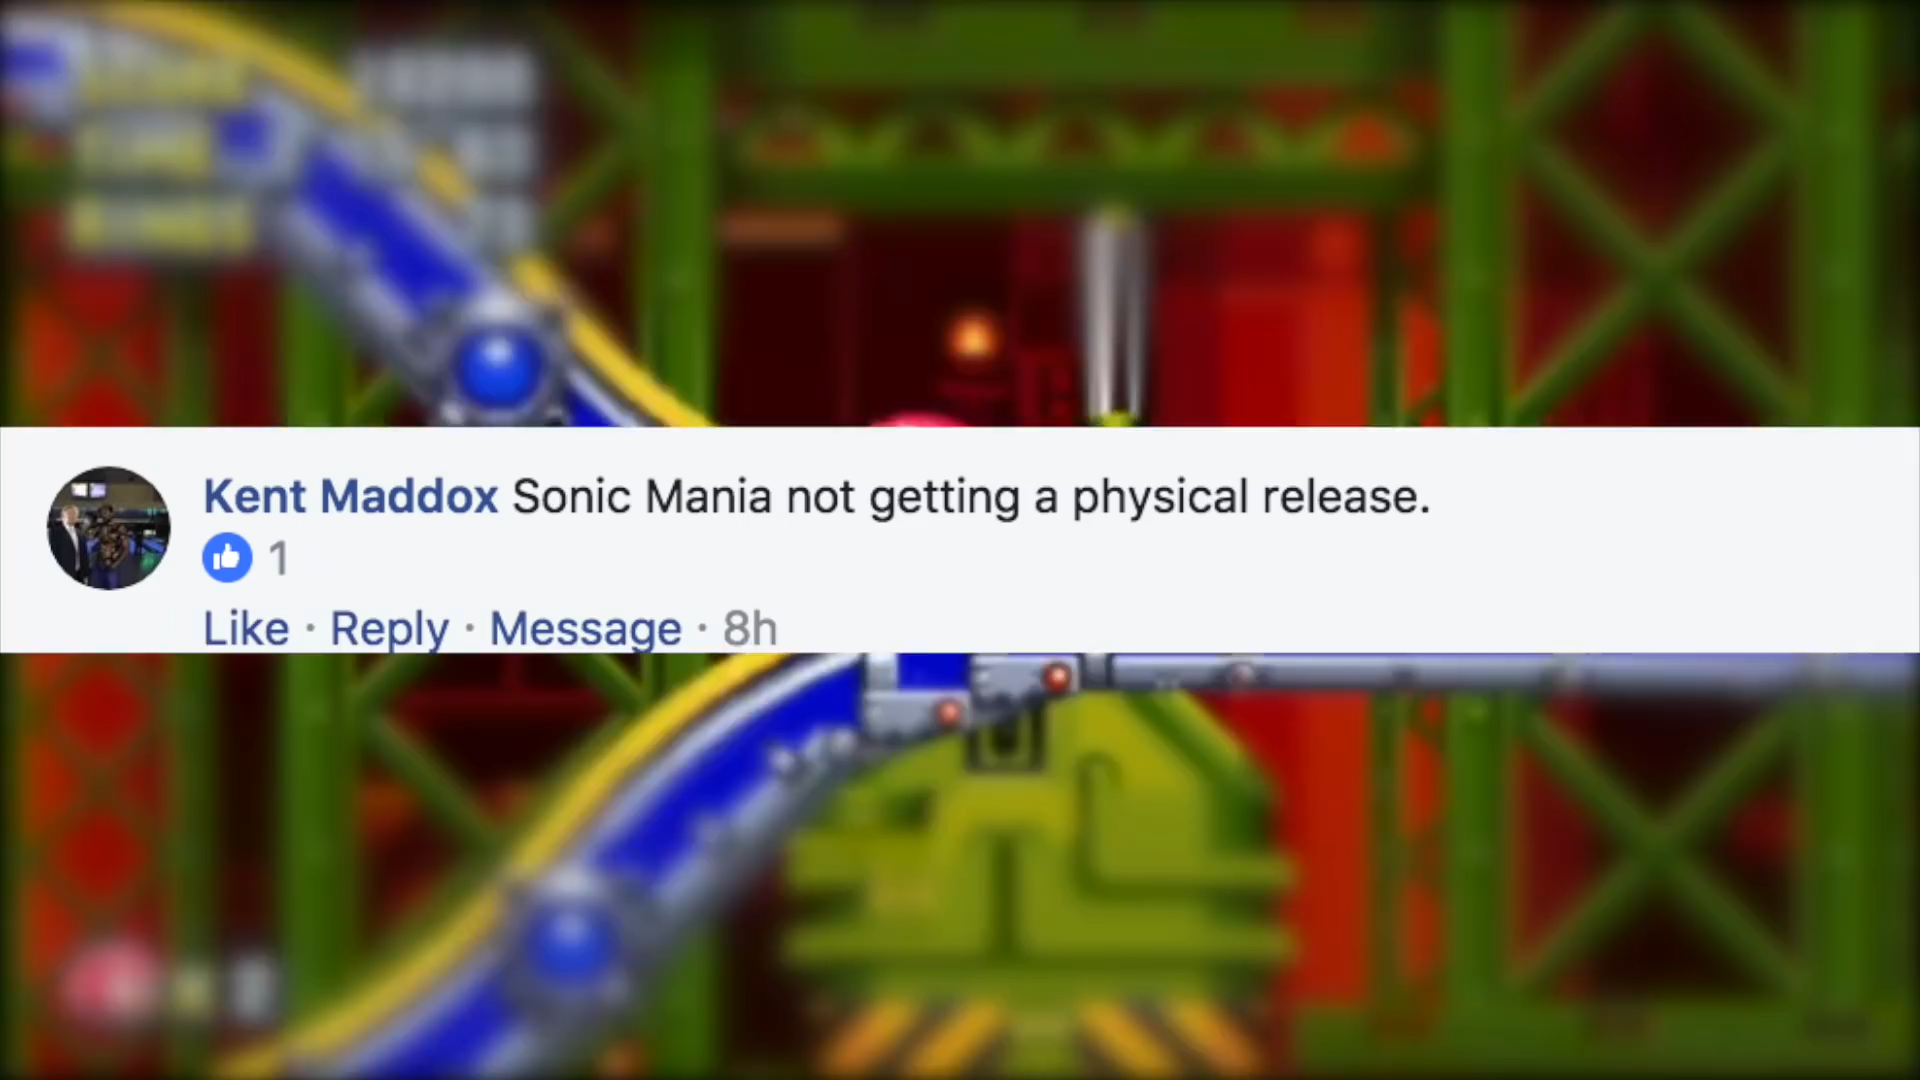 Kent Maddox Sonic Mania not getting a physical release.
1
Like · Reply · Message · 8h